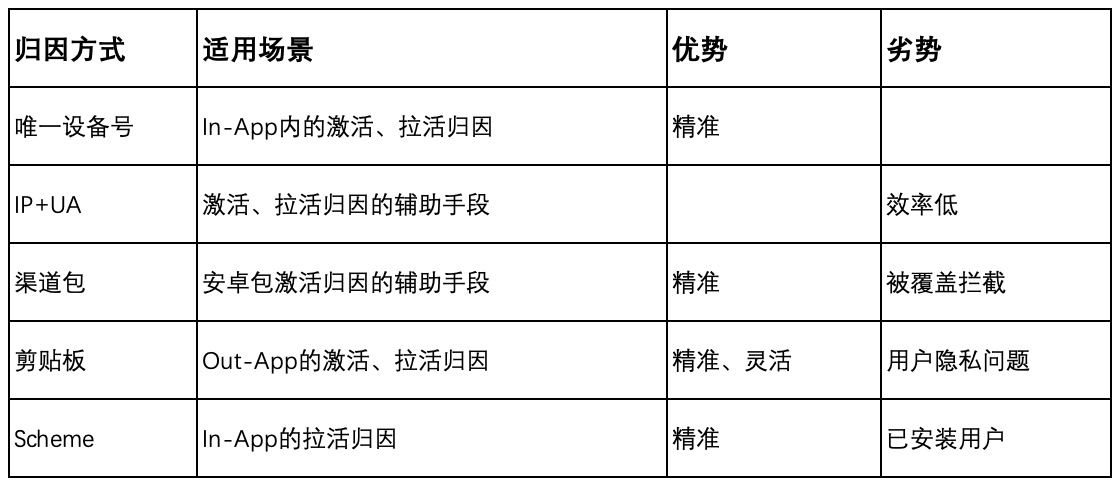 归因方式 适用场景 优势 劣势
唯一设备号 In-App内的激活、拉活归因 精准
IP+UA 激活、拉活归因的辅助手段 效率低
渠道包 安卓包激活归因的辅助手段 精准 被覆盖拦截
剪贴板 Out-App的激活、拉活归因 精准、灵活 用户隐私问题
Scheme In-App的拉活归因 精准 已安装用户